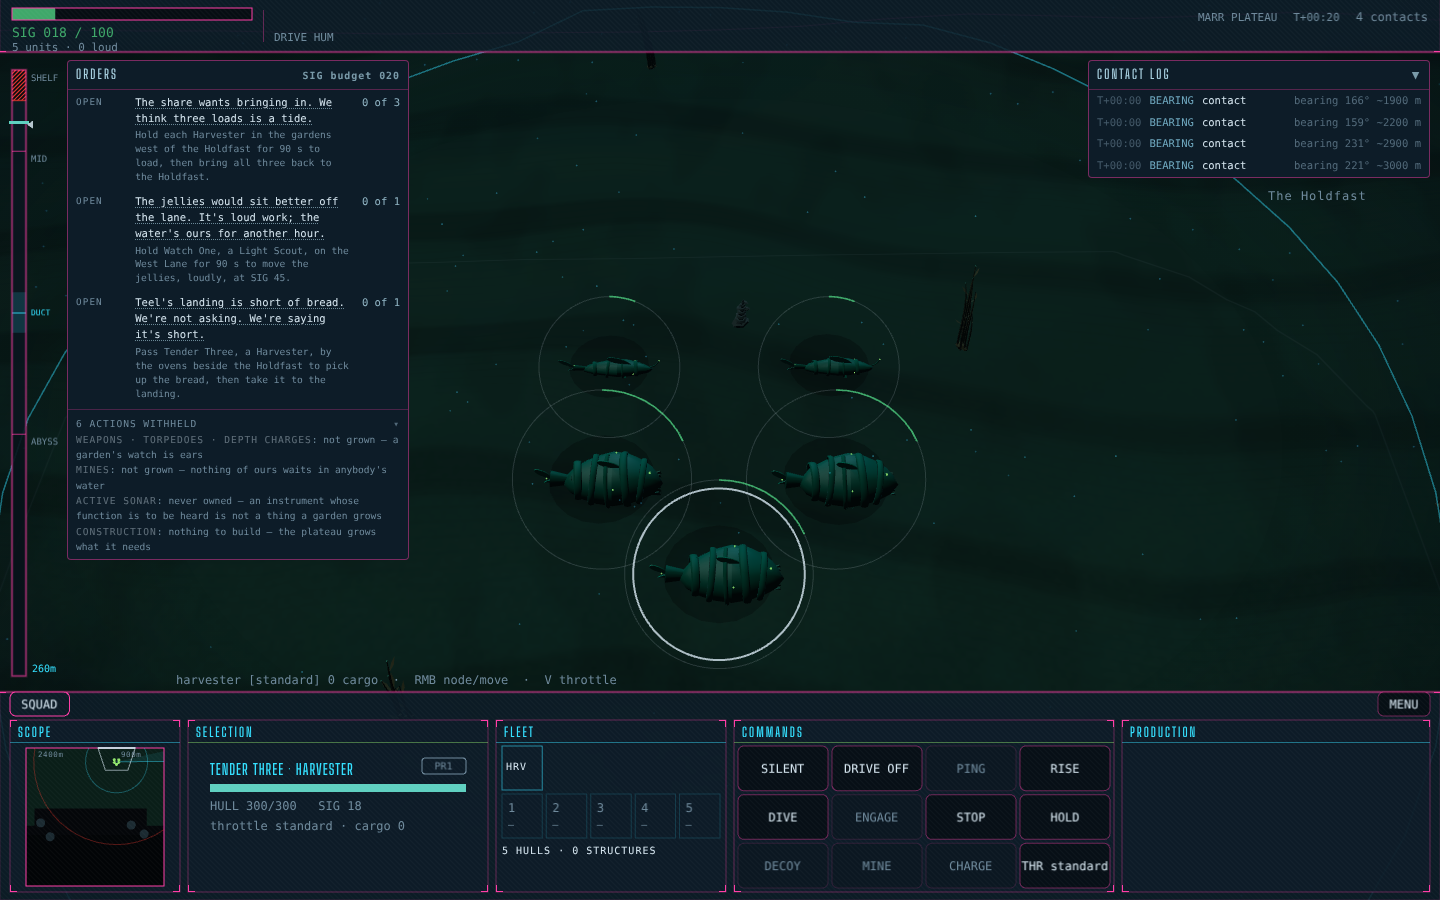 SIG 018 / 100
5 units · 0 loud
DRIVE HUM
MARR PLATEAU T+00:20 4 contacts
SHELF
MID
DUCT
ABYSS
260m
ORDERS SIG budget 020
OPEN The share wants bringing in. We 0 of 3
think three loads is a tide.
Hold each Harvester in the gardens
west of the Holdfast for 90 s to
load, then bring all three back to
the Holdfast.
OPEN The jellies would sit better off 0 of 1
the lane. It's loud work; the
water's ours for another hour.
Hold Watch One, a Light Scout, on the
West Lane for 90 s to move the
jellies, loudly, at SIG 45.
OPEN Teel's landing is short of bread. 0 of 1
We're not asking. We're saying
it's short.
Pass Tender Three, a Harvester, by
the ovens beside the Holdfast to pick
up the bread, then take it to the
landing.
6 ACTIONS WITHHELD
WEAPONS · TORPEDOES · DEPTH CHARGES: not grown — a
garden's watch is ears
MINES: not grown — nothing of ours waits in anybody's
water
ACTIVE SONAR: never owned — an instrument whose
function is to be heard is not a thing a garden grows
CONSTRUCTION: nothing to build — the plateau grows
what it needs
CONTACT LOG
T+00:00 BEARING contact bearing 166° ~1900 m
T+00:00 BEARING contact bearing 159° ~2200 m
T+00:00 BEARING contact bearing 231° ~2900 m
T+00:00 BEARING contact bearing 221° ~3000 m
The Holdfast
harvester [standard] 0 cargo · RMB node/move · V throttle
SQUAD
MENU
SCOPE
2400m 900m
SELECTION
TENDER THREE · HARVESTER PR1
HULL 300/300 SIG 18
throttle standard · cargo 0
FLEET
HRV
1 2 3 4 5
– – – – –
5 HULLS · 0 STRUCTURES
COMMANDS
SILENT DRIVE OFF PING RISE
DIVE ENGAGE STOP HOLD
DECOY MINE CHARGE THR standard
PRODUCTION